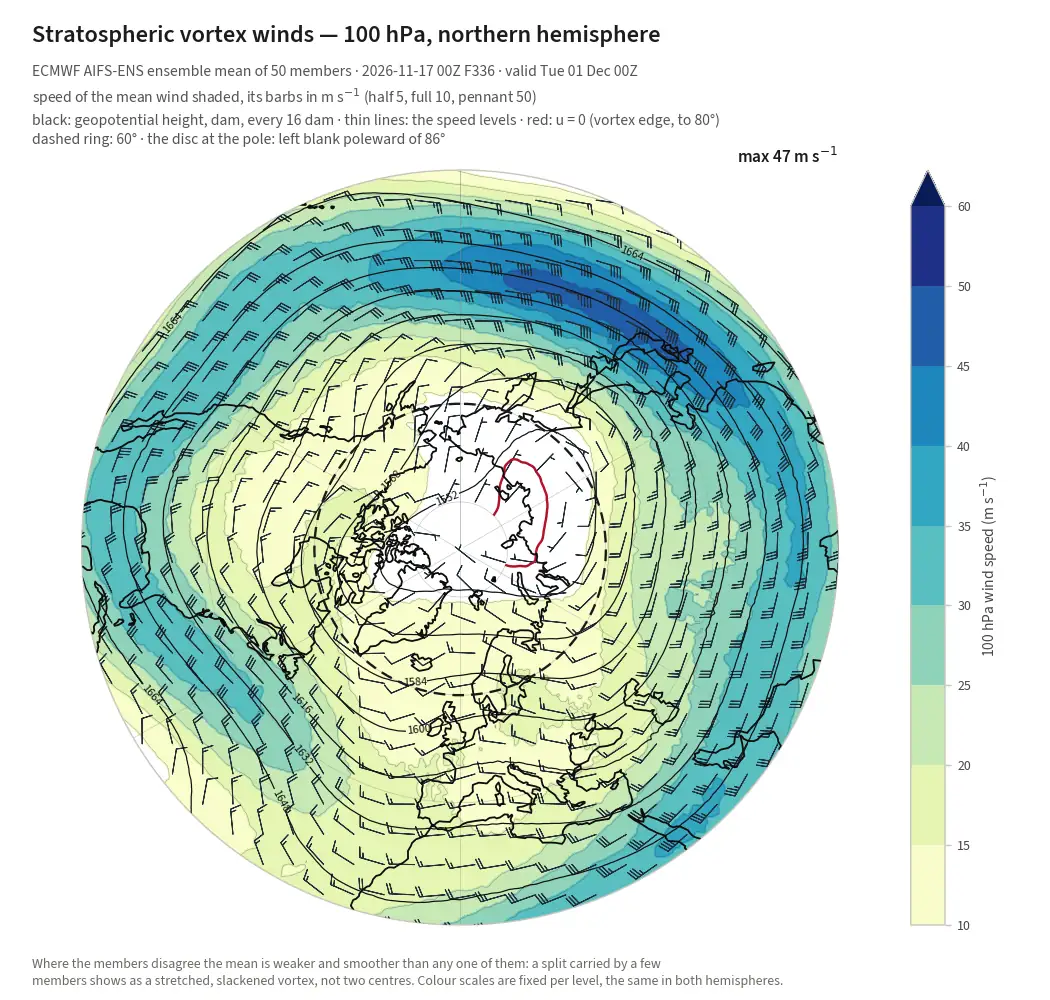 Stratospheric vortex winds — 100 hPa, northern hemisphere
ECMWF AIFS-ENS ensemble mean of 50 members · 2026-11-17 00Z F336 · valid Tue 01 Dec 00Z
speed of the mean wind shaded, its barbs in m s⁻¹ (half 5, full 10, pennant 50)
black: geopotential height, dam, every 16 dam · thin lines: the speed levels · red: u = 0 (vortex edge, to 80°)
dashed ring: 60° · the disc at the pole: left blank poleward of 86°
max 47 m s⁻¹
60
50
45
40
35
30
25
20
15
10
100 hPa wind speed (m s⁻¹)
1664
1664
1552
1584
1600
1616
1664
1632
Where the members disagree the mean is weaker and smoother than any one of them: a split carried by a few
members shows as a stretched, slackened vortex, not two centres. Colour scales are fixed per level, the same in both hemispheres.